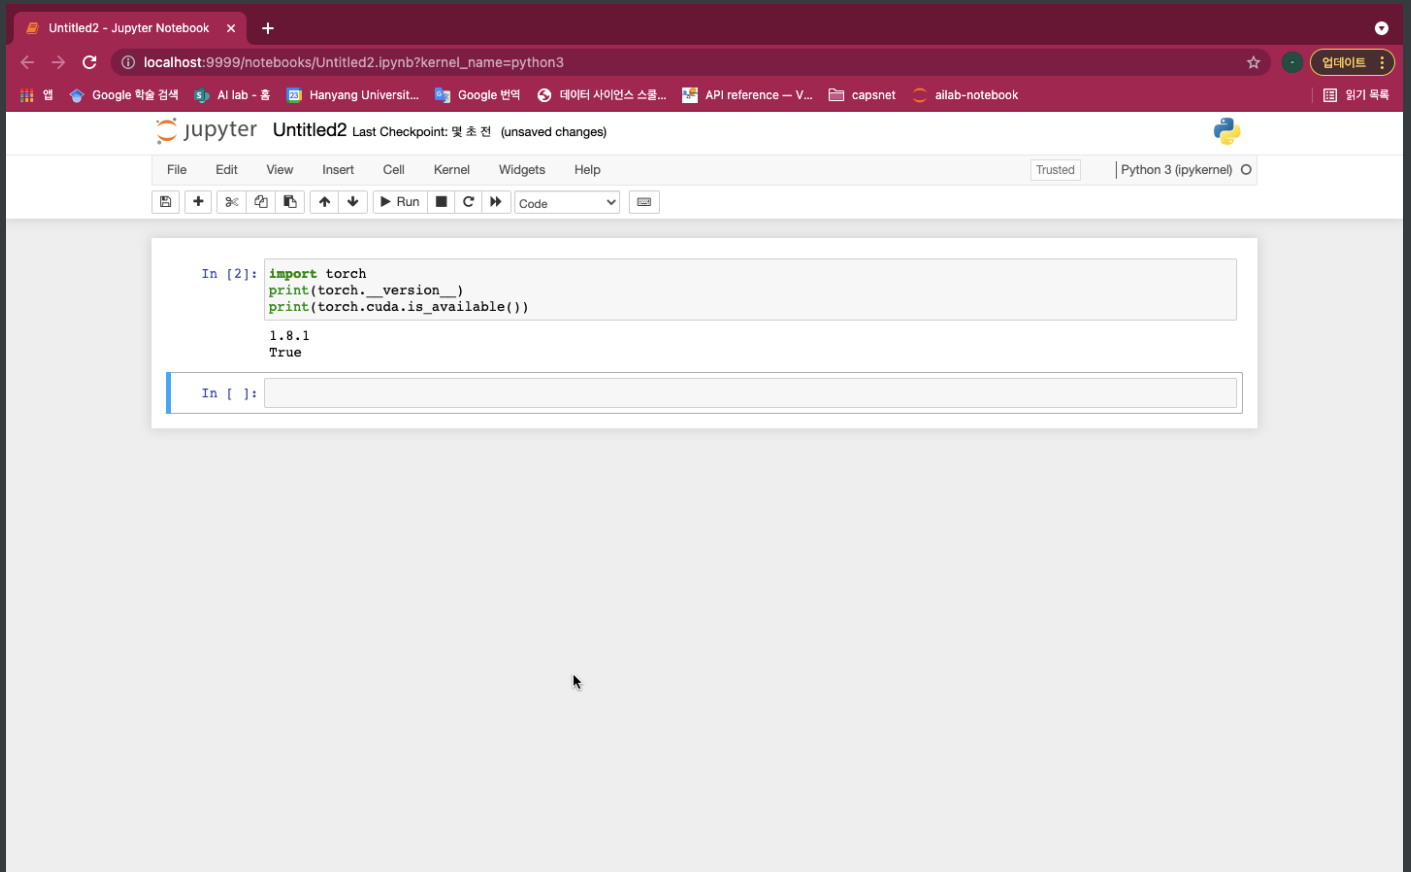 Untitled2 - Jupyter Notebook
localhost:9999/notebooks/Untitled2.ipynb?kernel_name=python3
업데이트
앱 Google 학술 검색 AI lab - 홈 Hanyang Universit... Google 번역 데이터 사이언스 스쿨... API reference — V... capsnet ailab-notebook 읽기 목록
jupyter Untitled2 Last Checkpoint: 몇 초 전 (unsaved changes)
File Edit View Insert Cell Kernel Widgets Help Trusted Python 3 (ipykernel)
Run Code
In [2]: import torch
print(torch.__version__)
print(torch.cuda.is_available())
1.8.1
True
In [ ]: